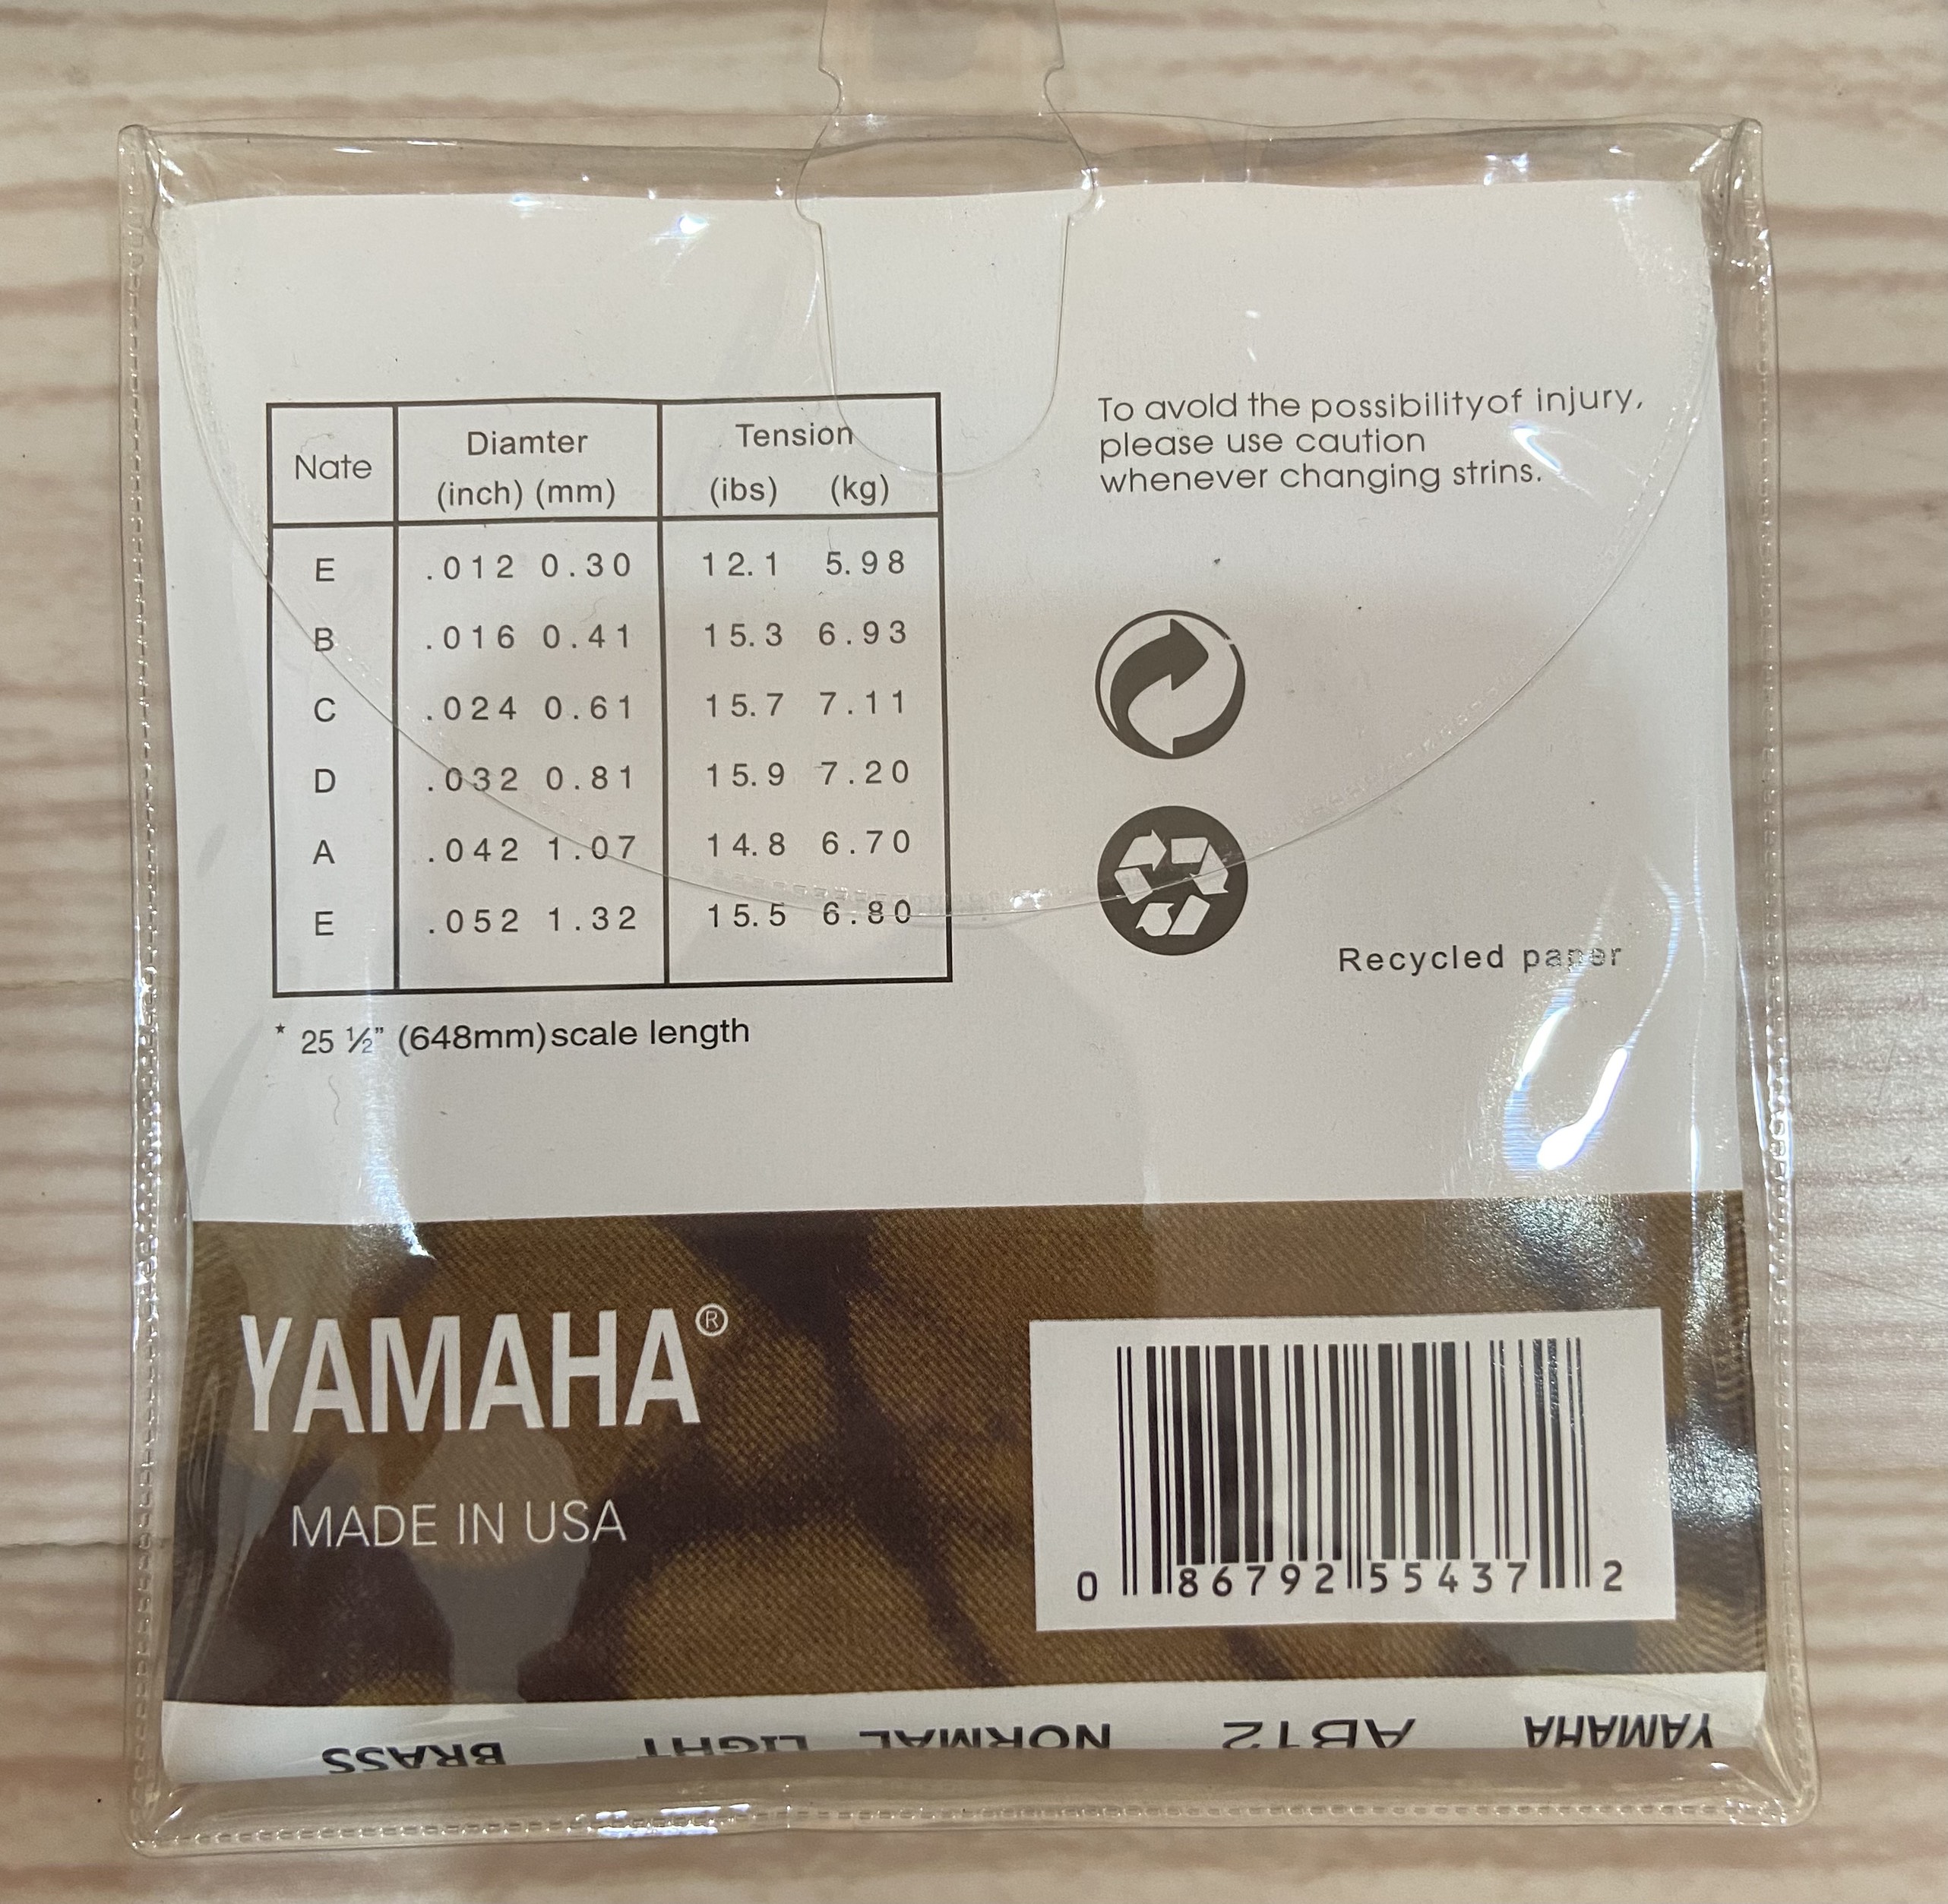 Nate Diamter Tension
(inch) (mm) (ibs) (kg)
E .012 0.30 12.1 5.98
B .016 0.41 15.3 6.93
C .024 0.61 15.7 7.11
D .032 0.81 15.9 7.20
A .042 1.07 14.8 6.70
E .052 1.32 15.5 6.80
* 25 ½" (648mm) scale length
To avold the possibilityof injury,
please use caution
whenever changing strins.
Recycled paper
YAMAHA®
MADE IN USA
0 86792 55437 2
YAMAHA AB12 NORMAL LIGHT BRASS